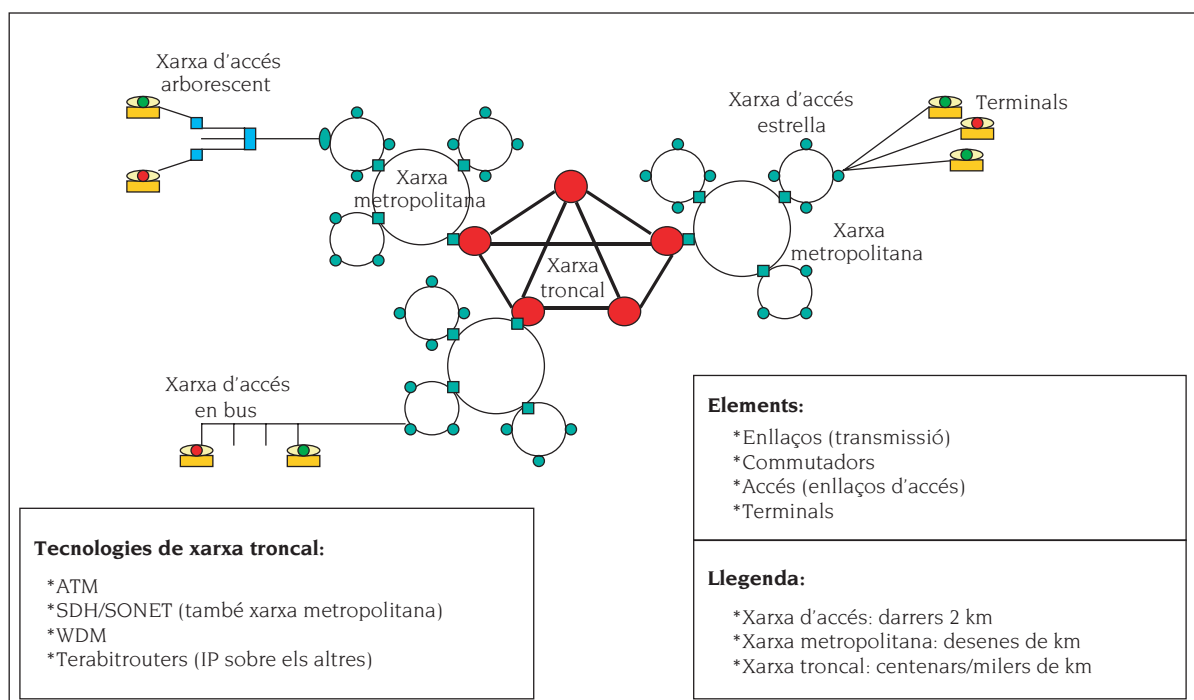 Xarxa d'accés
arborescent
Xarxa d'accés
estrella
Terminals
Xarxa
metropolitana
Xarxa
metropolitana
Xarxa
troncal
Xarxa d'accés
en bus
Elements:
*Enllaços (transmissió)
*Commutadors
*Accés (enllaços d'accés)
*Terminals
Tecnologies de xarxa troncal:
*ATM
*SDH/SONET (també xarxa metropolitana)
*WDM
*Terabitrouters (IP sobre els altres)
Llegenda:
*Xarxa d'accés: darrers 2 km
*Xarxa metropolitana: desenes de km
*Xarxa troncal: centenars/milers de km